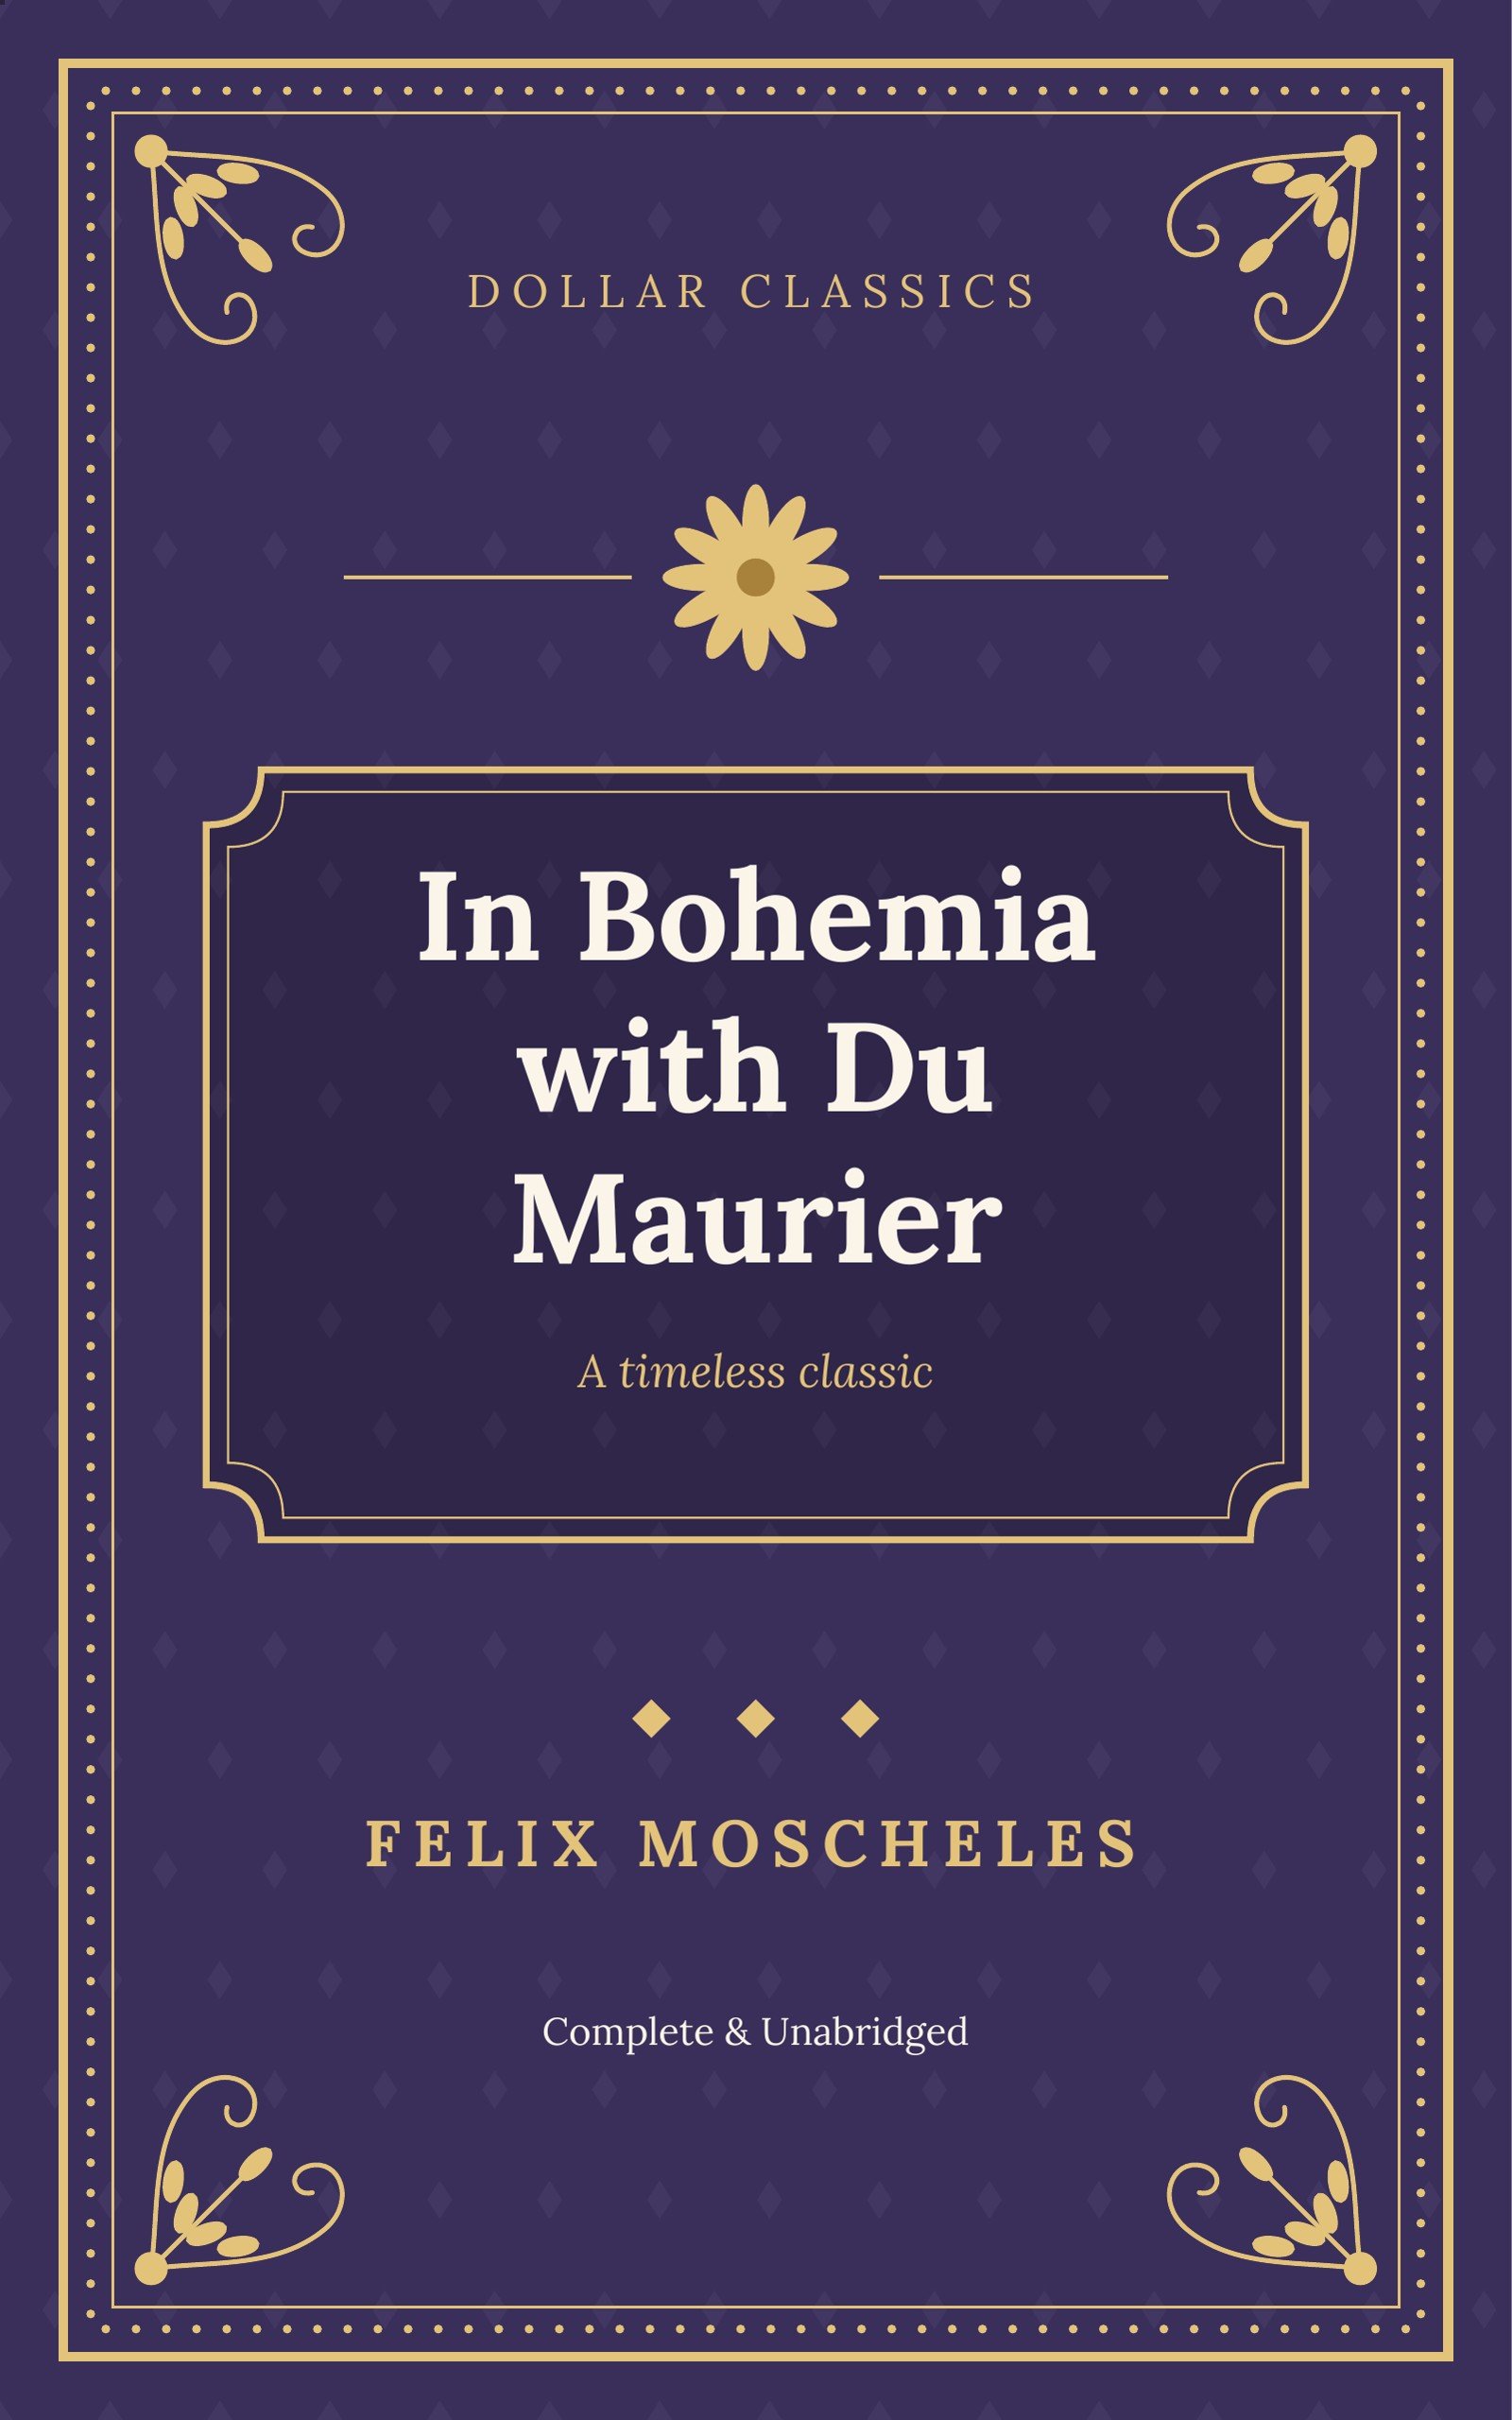 DOLLAR CLASSICS
In Bohemia
with Du
Maurier
A timeless classic
FELIX MOSCHELES
Complete & Unabridged